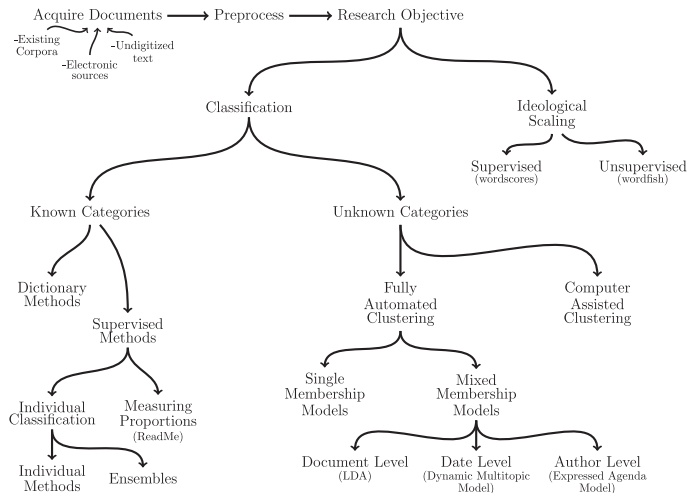 Acquire Documents
Preprocess
Research Objective
-Existing
Corpora
-Electronic
sources
-Undigitized
text
Classification
Ideological
Scaling
Supervised
(wordscores)
Unsupervised
(wordfish)
Known Categories
Unknown Categories
Dictionary
Methods
Supervised
Methods
Fully
Automated
Clustering
Computer
Assisted
Clustering
Individual
Classification
Measuring
Proportions
(ReadMe)
Single
Membership
Models
Mixed
Membership
Models
Individual
Methods
Ensembles
Document Level
(LDA)
Date Level
(Dynamic Multitopic
Model)
Author Level
(Expressed Agenda
Model)